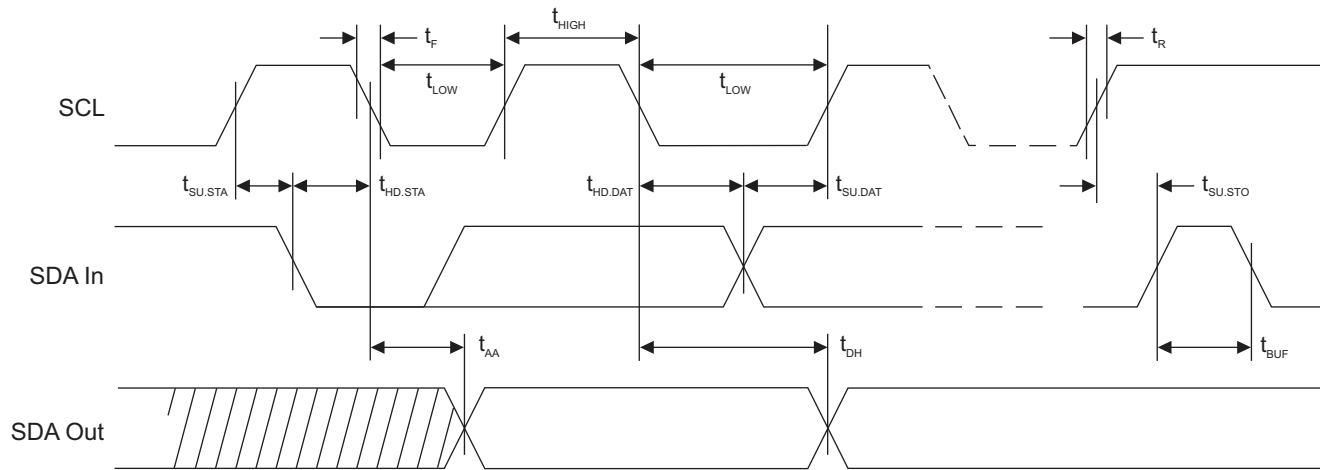 tHIGH
tF
tR
tLOW
tLOW
SCL
tSU.STA
tHD.STA
tHD.DAT
tSU.DAT
tSU.STO
SDA In
tAA
tDH
tBUF
SDA Out